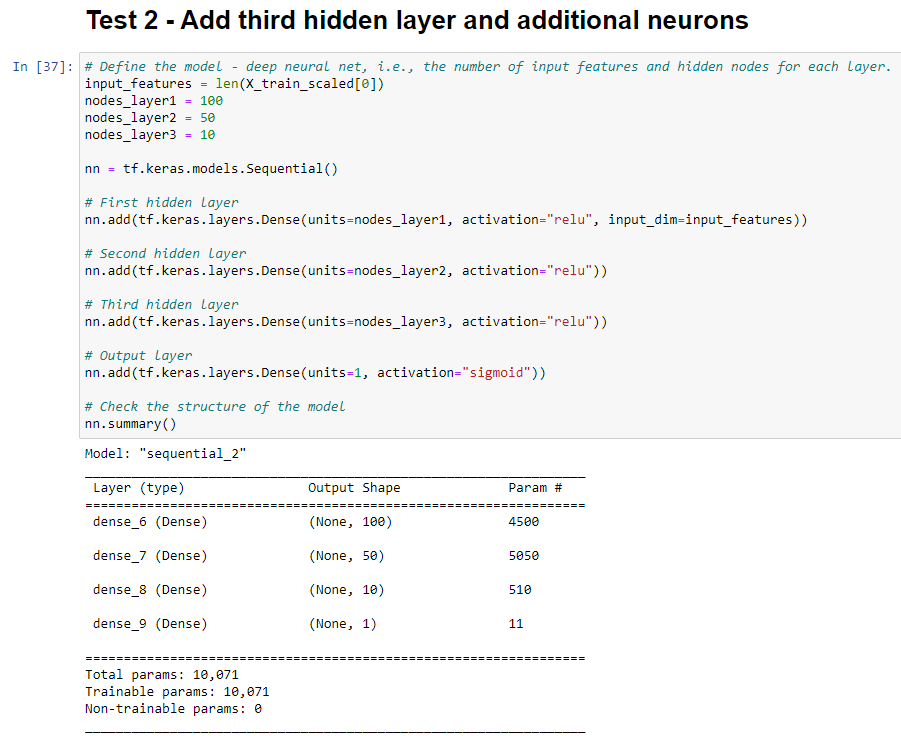 Test 2 - Add third hidden layer and additional neurons
In [37]: # Define the model - deep neural net, i.e., the number of input features and hidden nodes for each layer.
input_features = len(X_train_scaled[0])
nodes_layer1 = 100
nodes_layer2 = 50
nodes_layer3 = 10
nn = tf.keras.models.Sequential()
# First hidden layer
nn.add(tf.keras.layers.Dense(units=nodes_layer1, activation="relu", input_dim=input_features))
# Second hidden layer
nn.add(tf.keras.layers.Dense(units=nodes_layer2, activation="relu"))
# Third hidden layer
nn.add(tf.keras.layers.Dense(units=nodes_layer3, activation="relu"))
# Output layer
nn.add(tf.keras.layers.Dense(units=1, activation="sigmoid"))
# Check the structure of the model
nn.summary()
Model: "sequential_2"
Layer (type) Output Shape Param #
dense_6 (Dense) (None, 100) 4500
dense_7 (Dense) (None, 50) 5050
dense_8 (Dense) (None, 10) 510
dense_9 (Dense) (None, 1) 11
Total params: 10,071
Trainable params: 10,071
Non-trainable params: 0